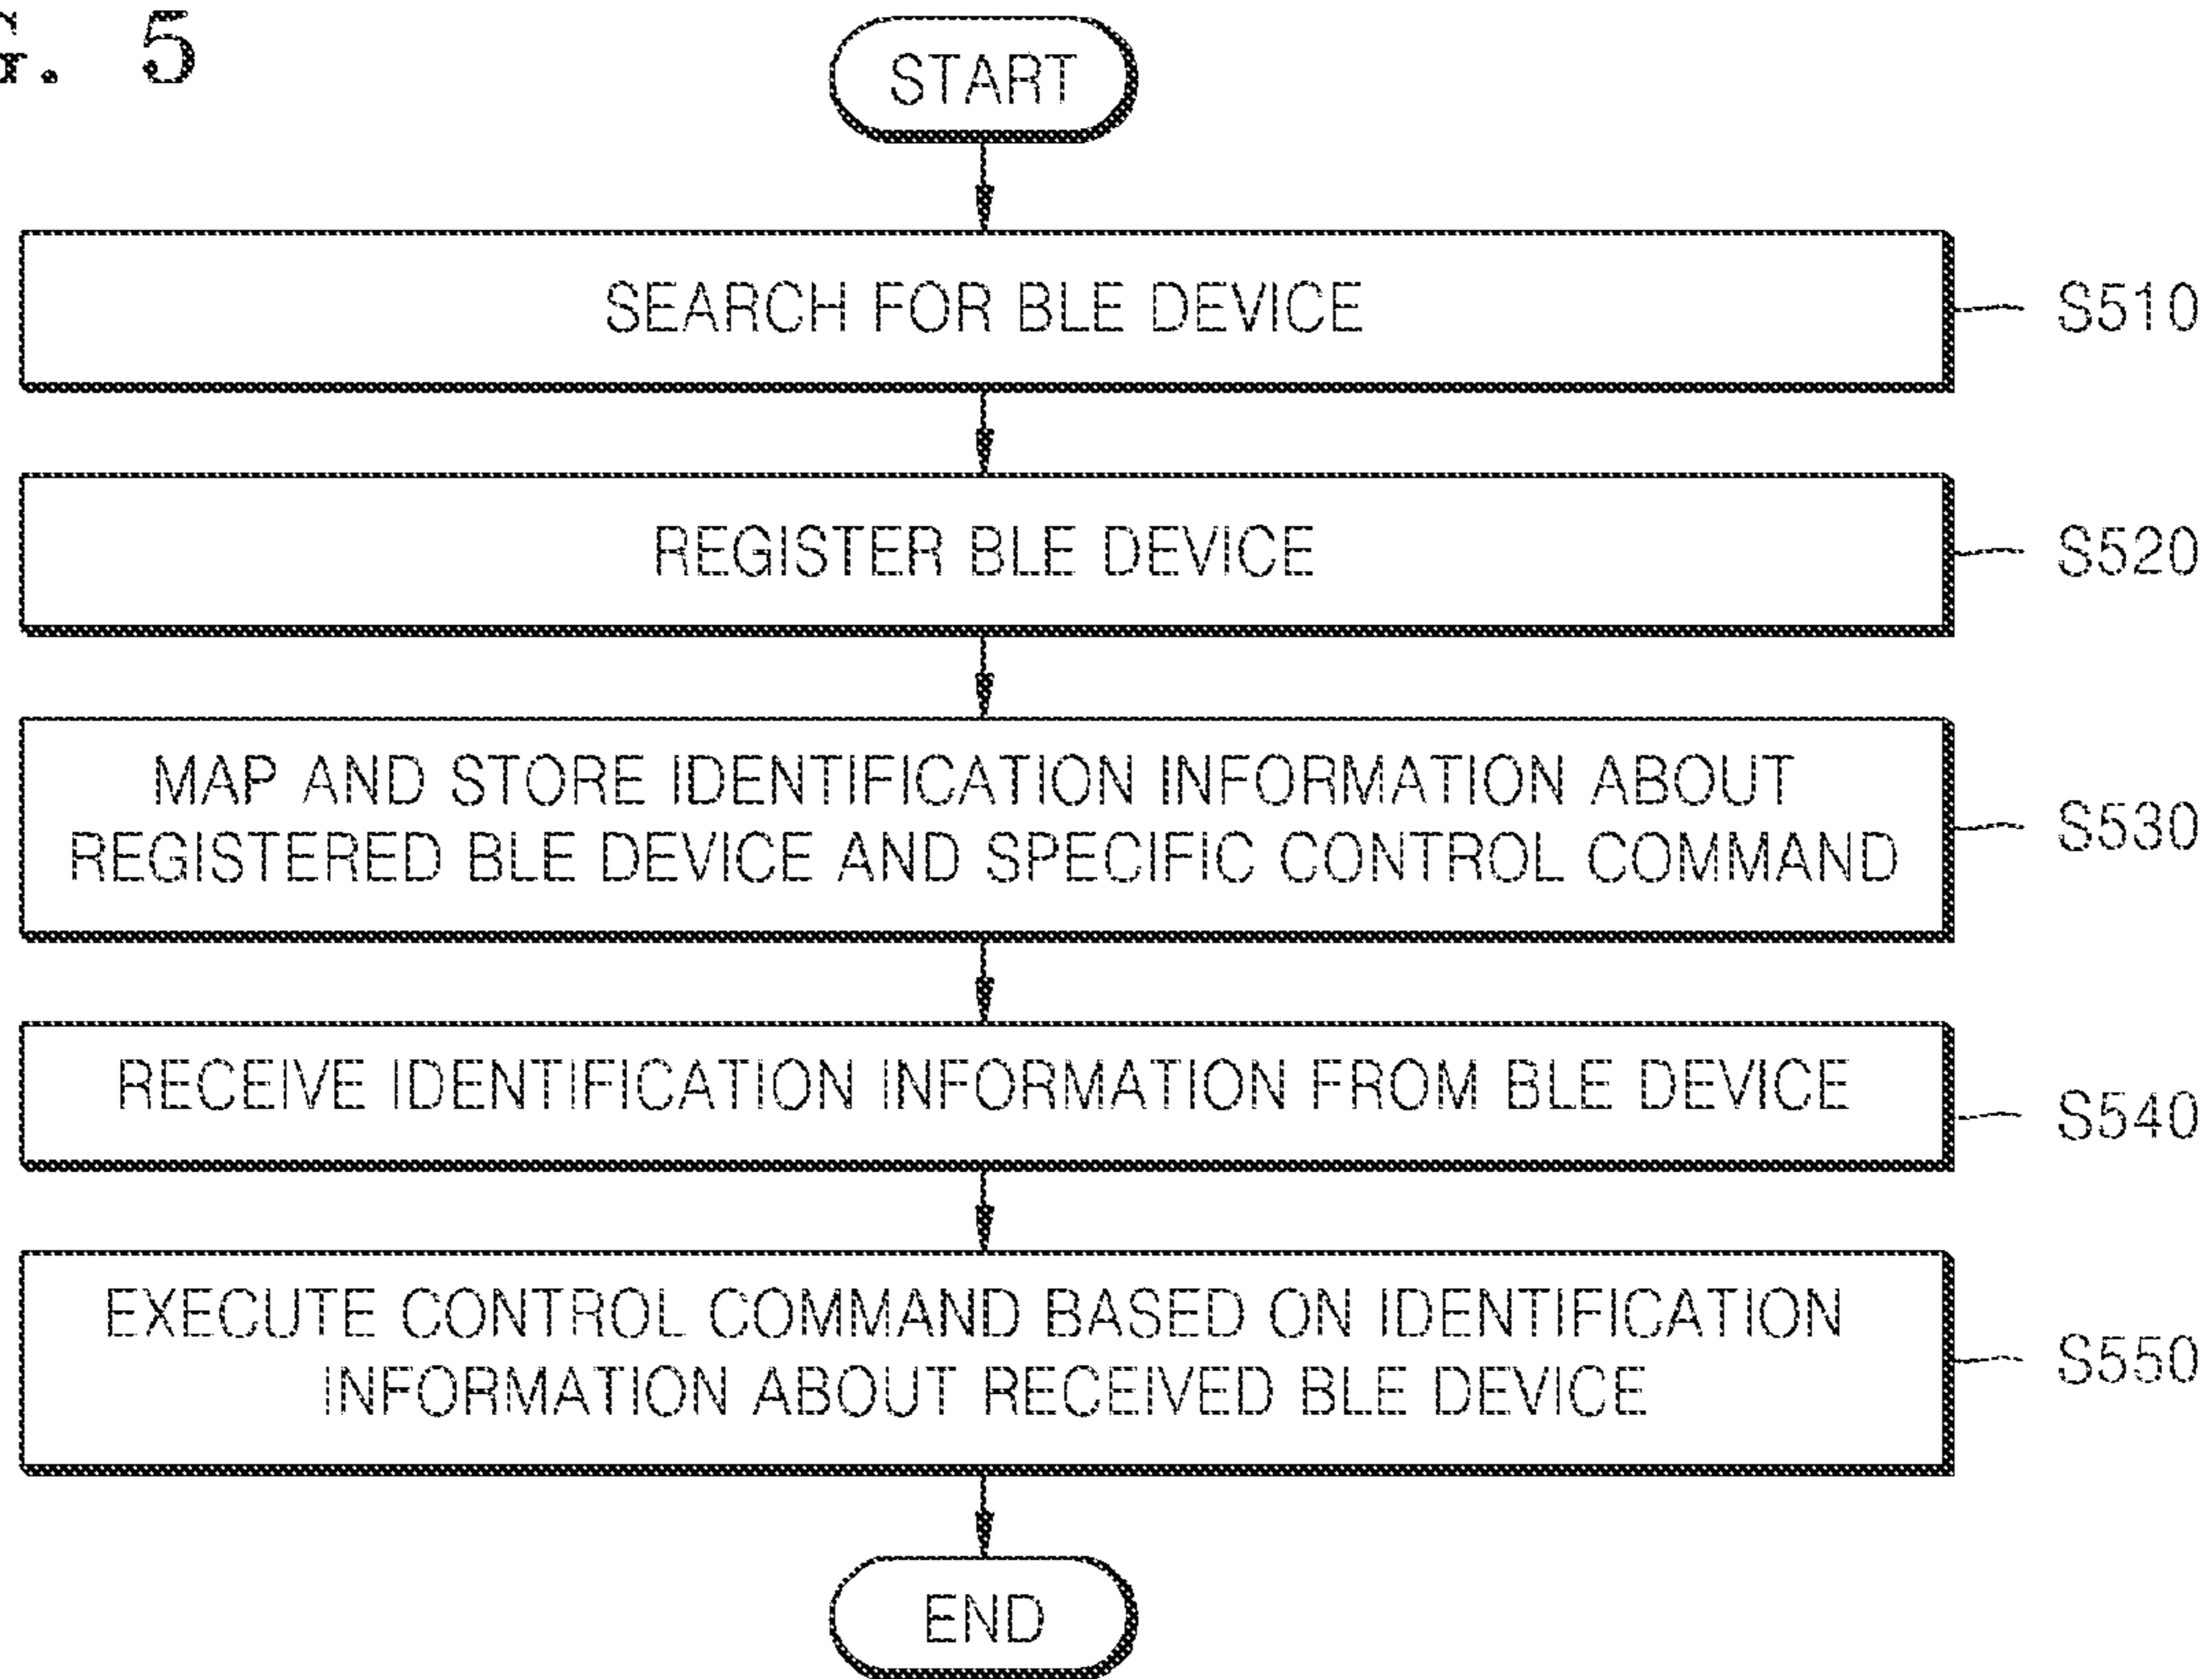 G. 5
START
SEARCH FOR BLE DEVICE
S510
REGISTER BLE DEVICE
S520
MAP AND STORE IDENTIFICATION INFORMATION ABOUT
REGISTERED BLE DEVICE AND SPECIFIC CONTROL COMMAND
S530
RECEIVE IDENTIFICATION INFORMATION FROM BLE DEVICE
S540
EXECUTE CONTROL COMMAND BASED ON IDENTIFICATION
INFORMATION ABOUT RECEIVED BLE DEVICE
S550
END